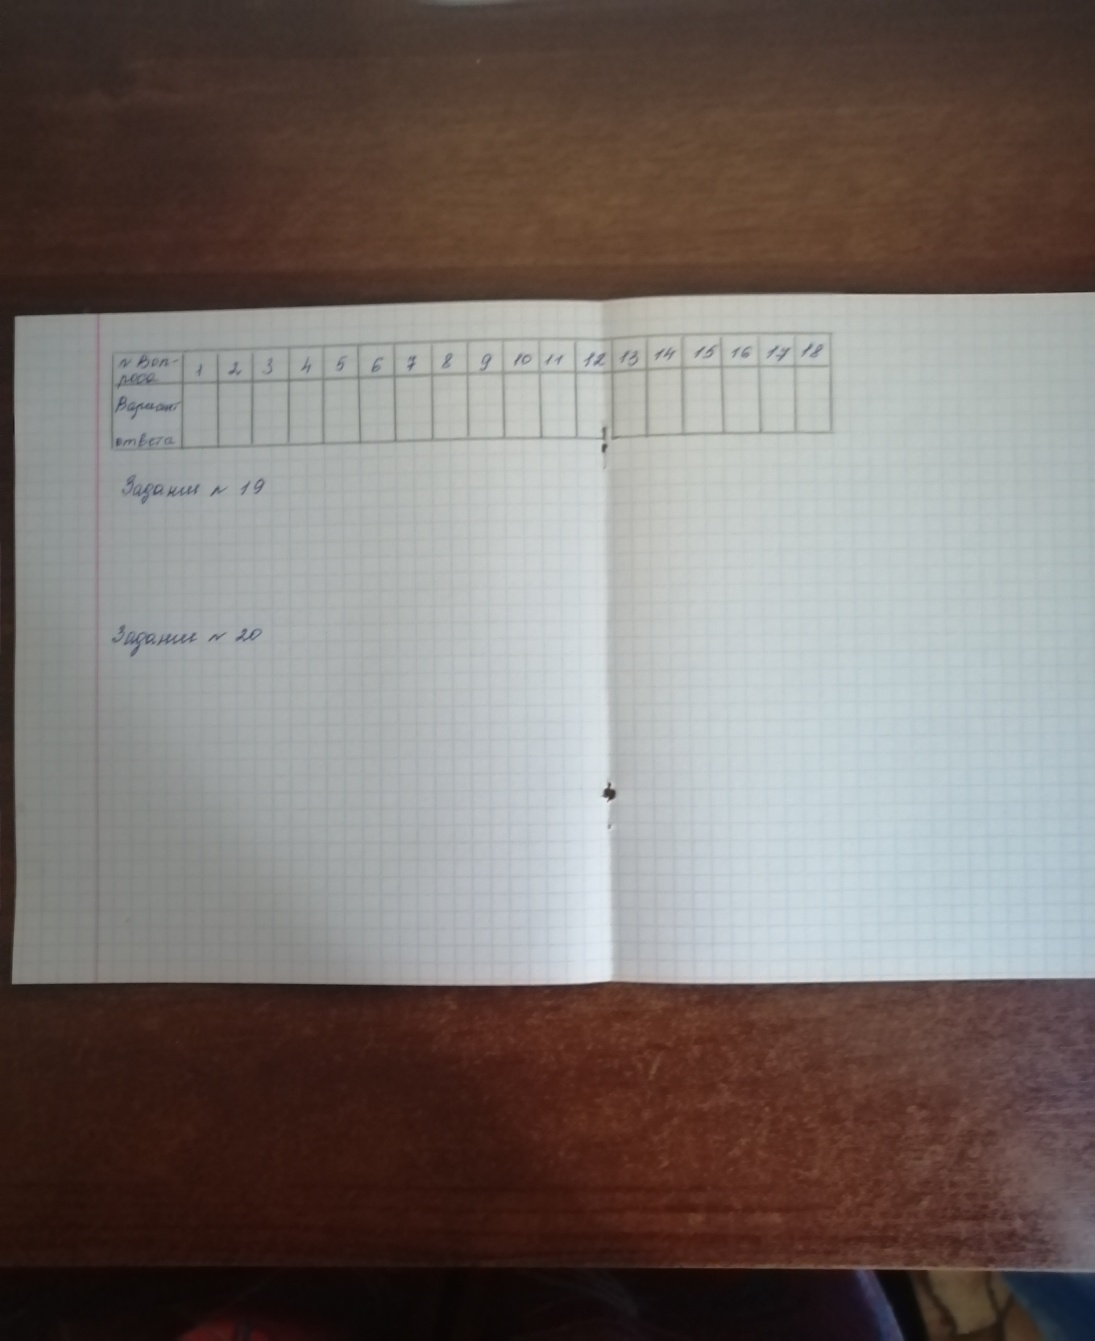 № Воп- 1 2 3 4 5 6 7 8 9 10 11 12 13 14 15 16 17 18
роса
Вариант
ответа
Задание № 19
Задание № 20